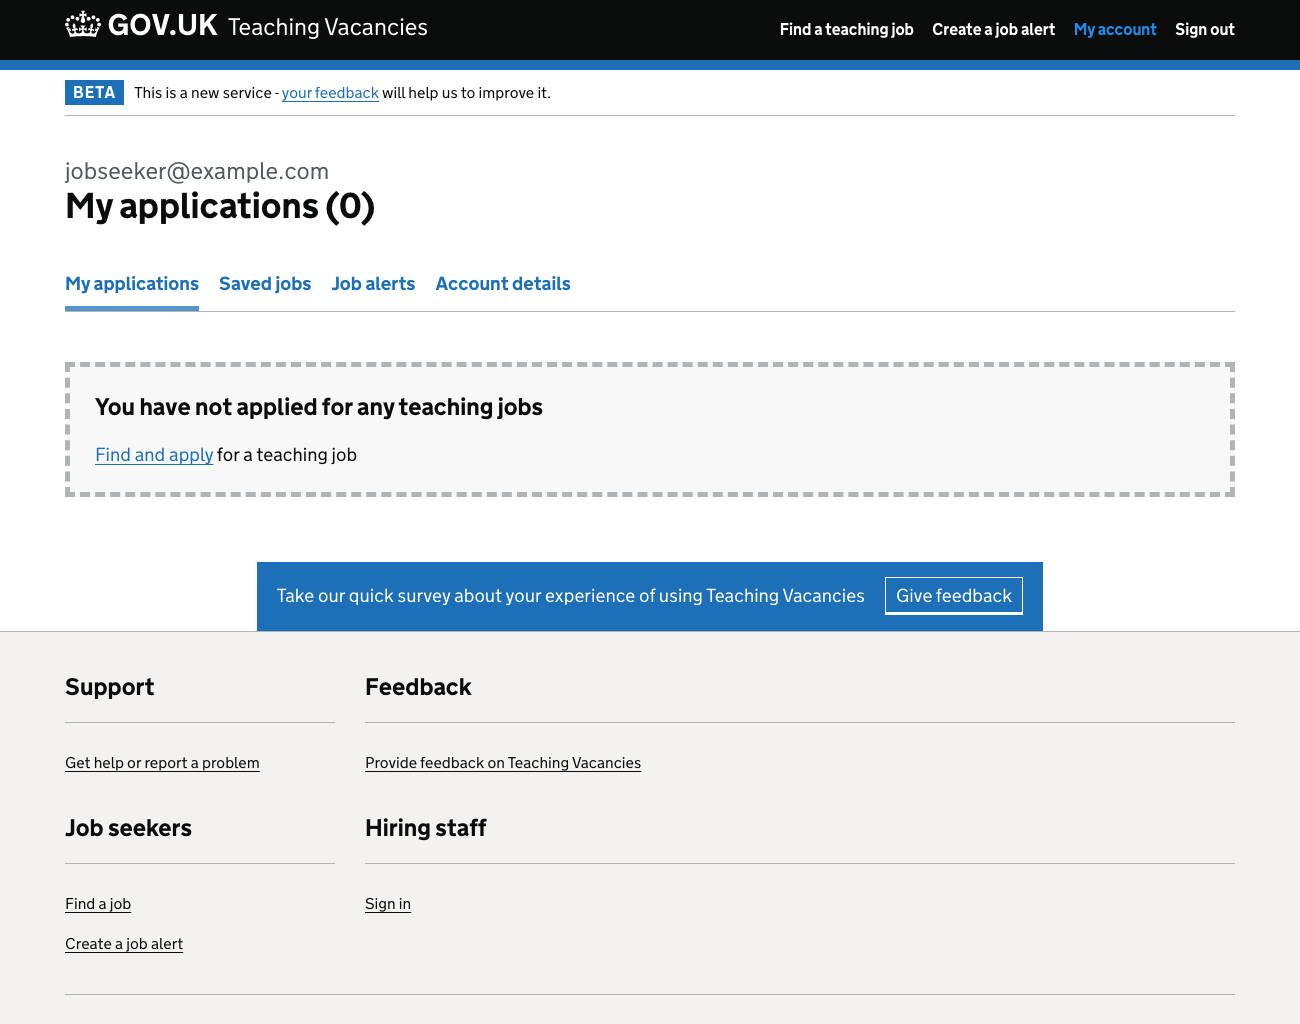 GOV.UK Teaching Vacancies
Find a teaching job
Create a job alert
My account
Sign out
BETA
This is a new service - your feedback will help us to improve it.
jobseeker@example.com
My applications (0)
My applications
Saved jobs
Job alerts
Account details
You have not applied for any teaching jobs
Find and apply for a teaching job
Take our quick survey about your experience of using Teaching Vacancies
Give feedback
Support
Feedback
Get help or report a problem
Provide feedback on Teaching Vacancies
Job seekers
Hiring staff
Find a job
Sign in
Create a job alert